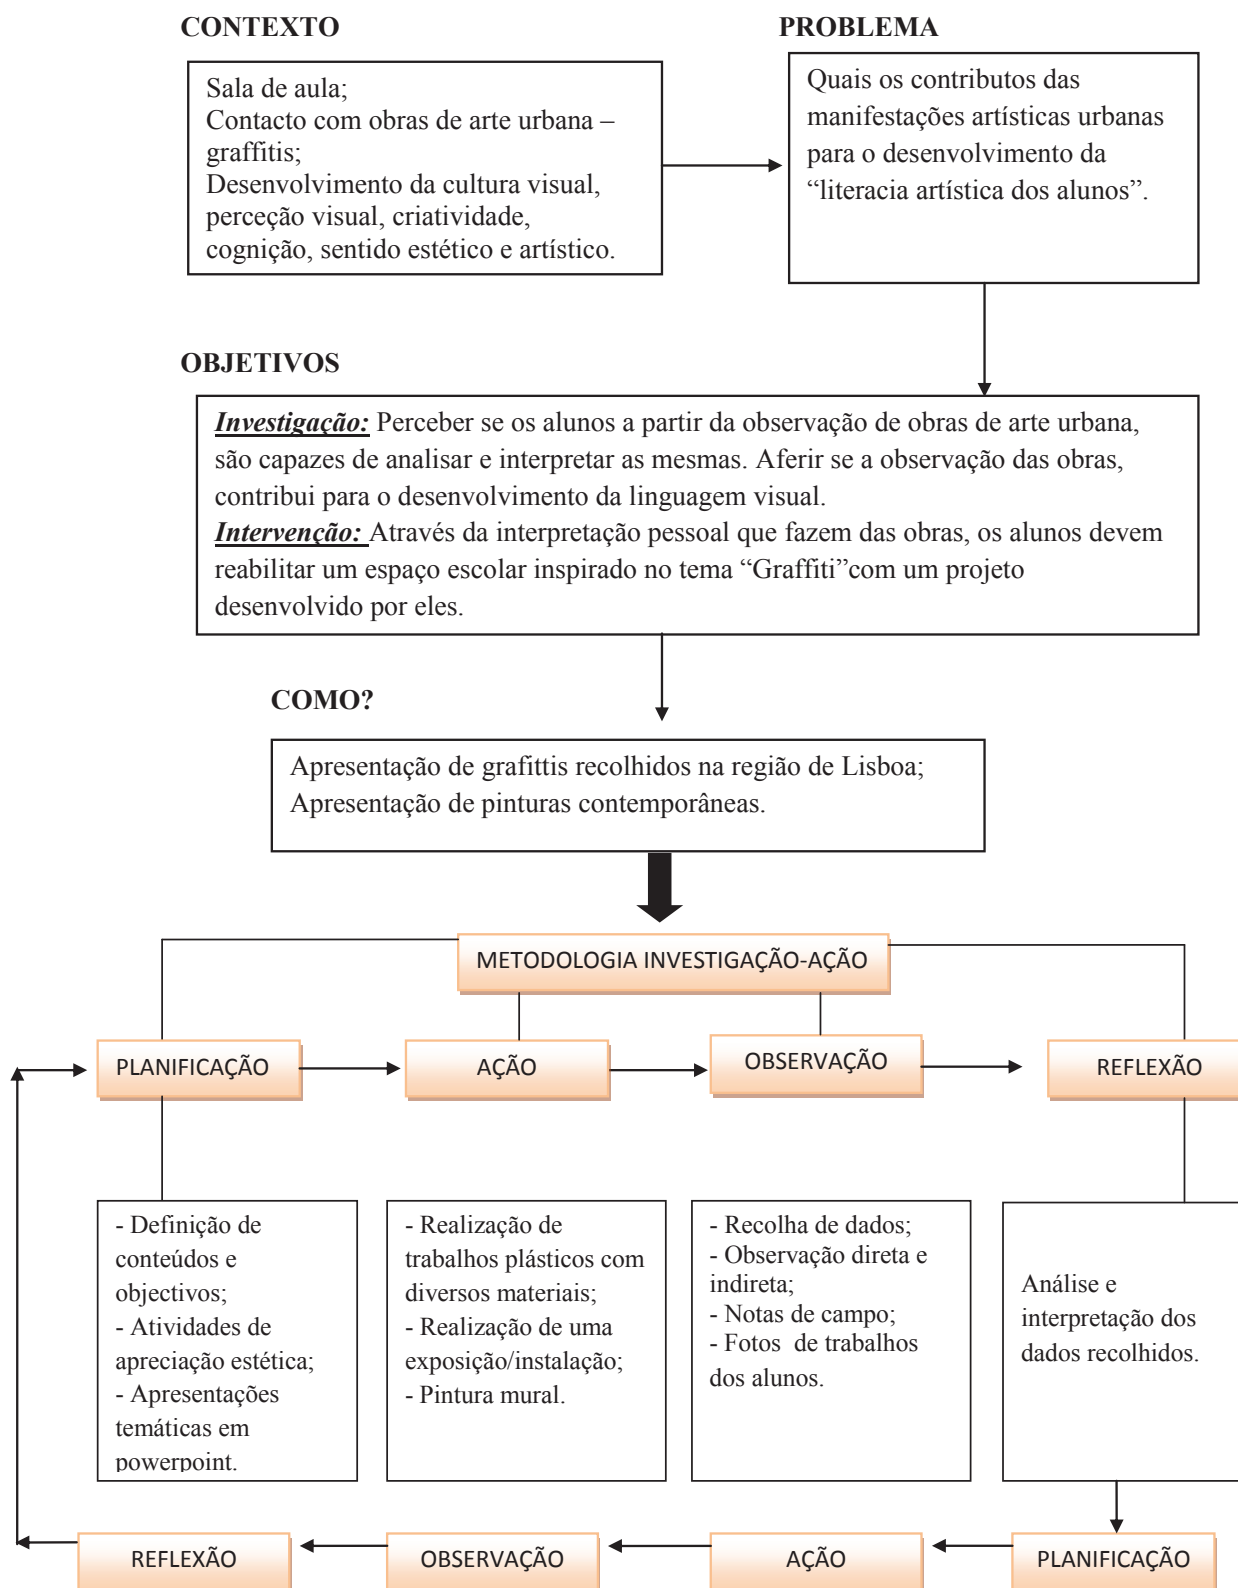 CONTEXTO
PROBLEMA
Sala de aula;
Contacto com obras de arte urbana –
graffitis;
Desenvolvimento da cultura visual,
perceção visual, criatividade,
cognição, sentido estético e artístico.
Quais os contributos das
manifestações artísticas urbanas
para o desenvolvimento da
“literacia artística dos alunos”.
OBJETIVOS
Investigação: Perceber se os alunos a partir da observação de obras de arte urbana,
são capazes de analisar e interpretar as mesmas. Aferir se a observação das obras,
contribui para o desenvolvimento da linguagem visual.
Intervenção: Através da interpretação pessoal que fazem das obras, os alunos devem
reabilitar um espaço escolar inspirado no tema “Graffiti”com um projeto
desenvolvido por eles.
COMO?
Apresentação de grafittis recolhidos na região de Lisboa;
Apresentação de pinturas contemporâneas.
METODOLOGIA INVESTIGAÇÃO-AÇÃO
PLANIFICAÇÃO
AÇÃO
OBSERVAÇÃO
REFLEXÃO
- Definição de
conteúdos e
objectivos;
- Atividades de
apreciação estética;
- Apresentações
temáticas em
powerpoint.
- Realização de
trabalhos plásticos com
diversos materiais;
- Realização de uma
exposição/instalação;
- Pintura mural.
- Recolha de dados;
- Observação direta e
indireta;
- Notas de campo;
- Fotos de trabalhos
dos alunos.
Análise e
interpretação dos
dados recolhidos.
REFLEXÃO
OBSERVAÇÃO
AÇÃO
PLANIFICAÇÃO